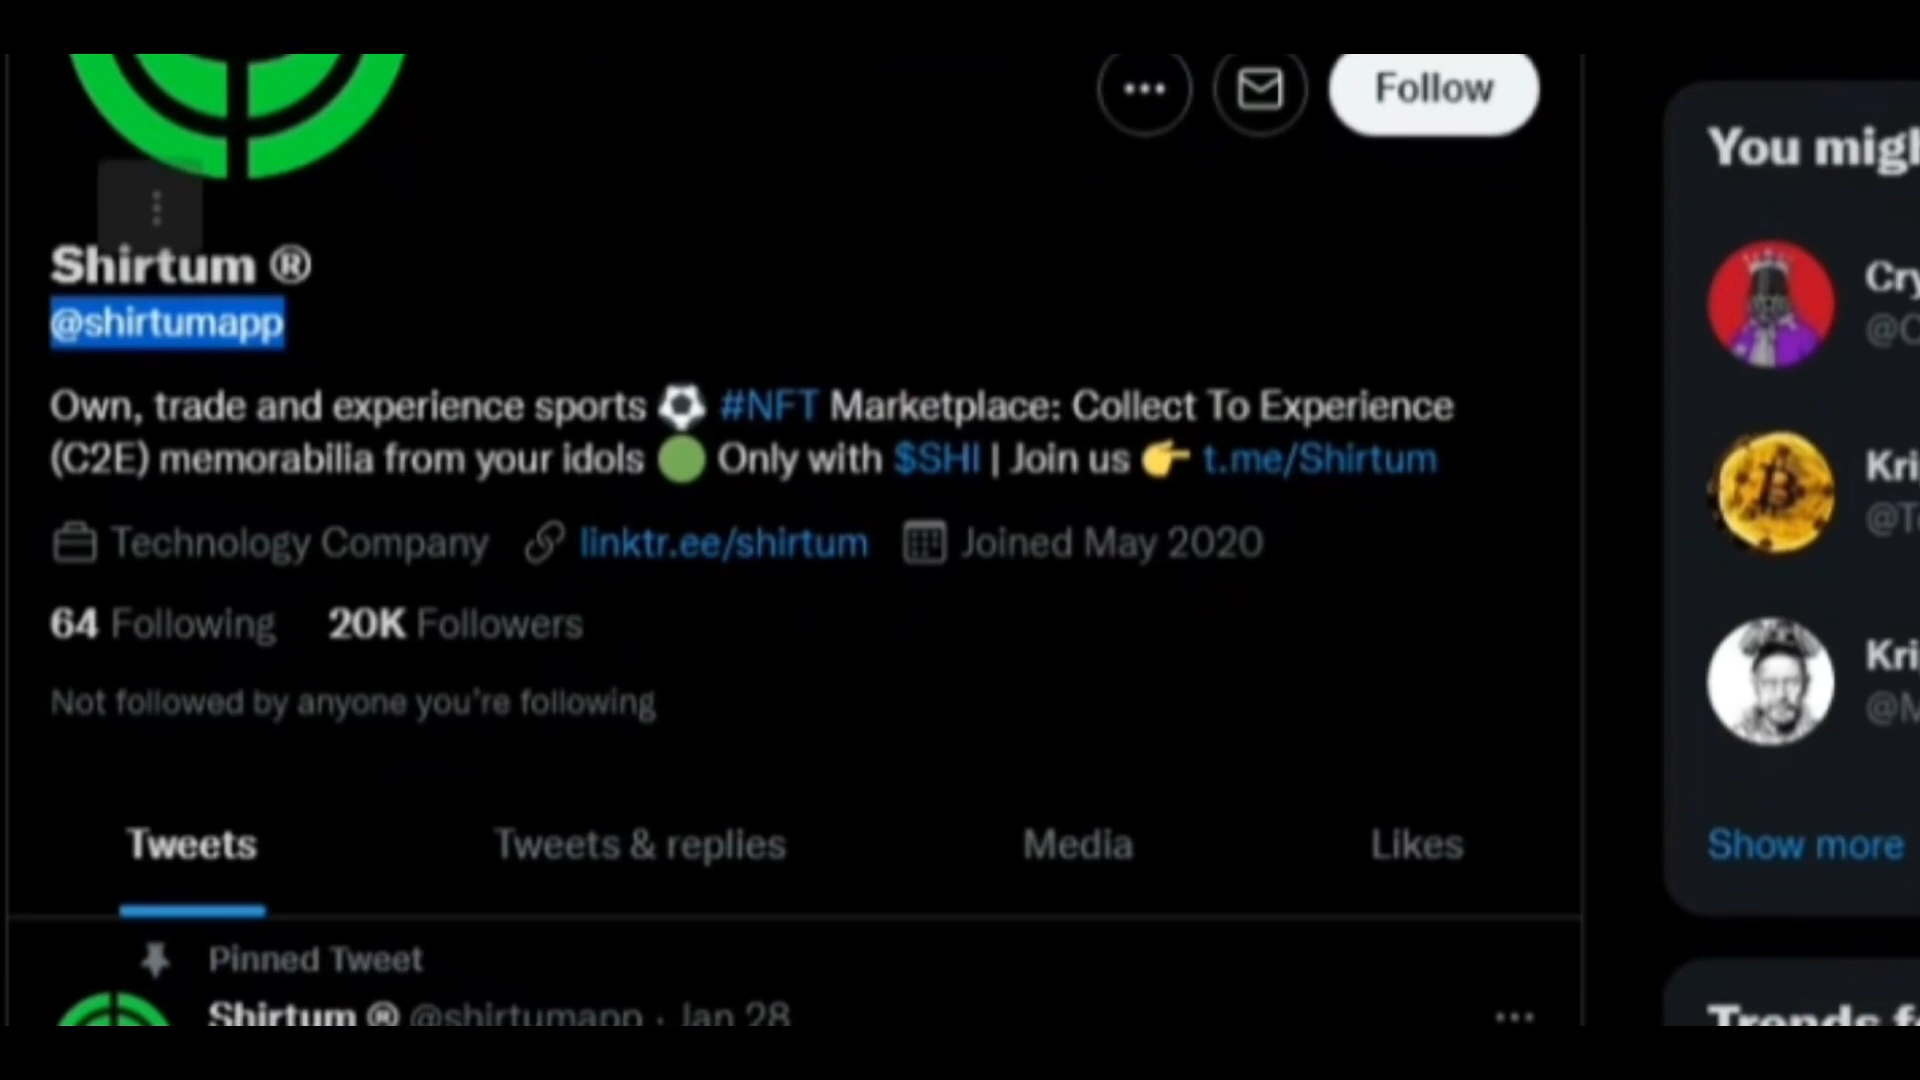 Follow
You migh
Shirtum ®
@shirtumapp
Own, trade and experience sports ⚽ #NFT Marketplace: Collect To Experience
(C2E) memorabilia from your idols 🟢 Only with $SHI | Join us 👉 t.me/Shirtum
Technology Company linktr.ee/shirtum Joined May 2020
64 Following 20K Followers
Not followed by anyone you're following
Cry
@C
Kri
@T
Kri
@M
Show more
Tweets Tweets & replies Media Likes
Pinned Tweet
Shirtum ® @shirtumapp · Jan 28
Trends f